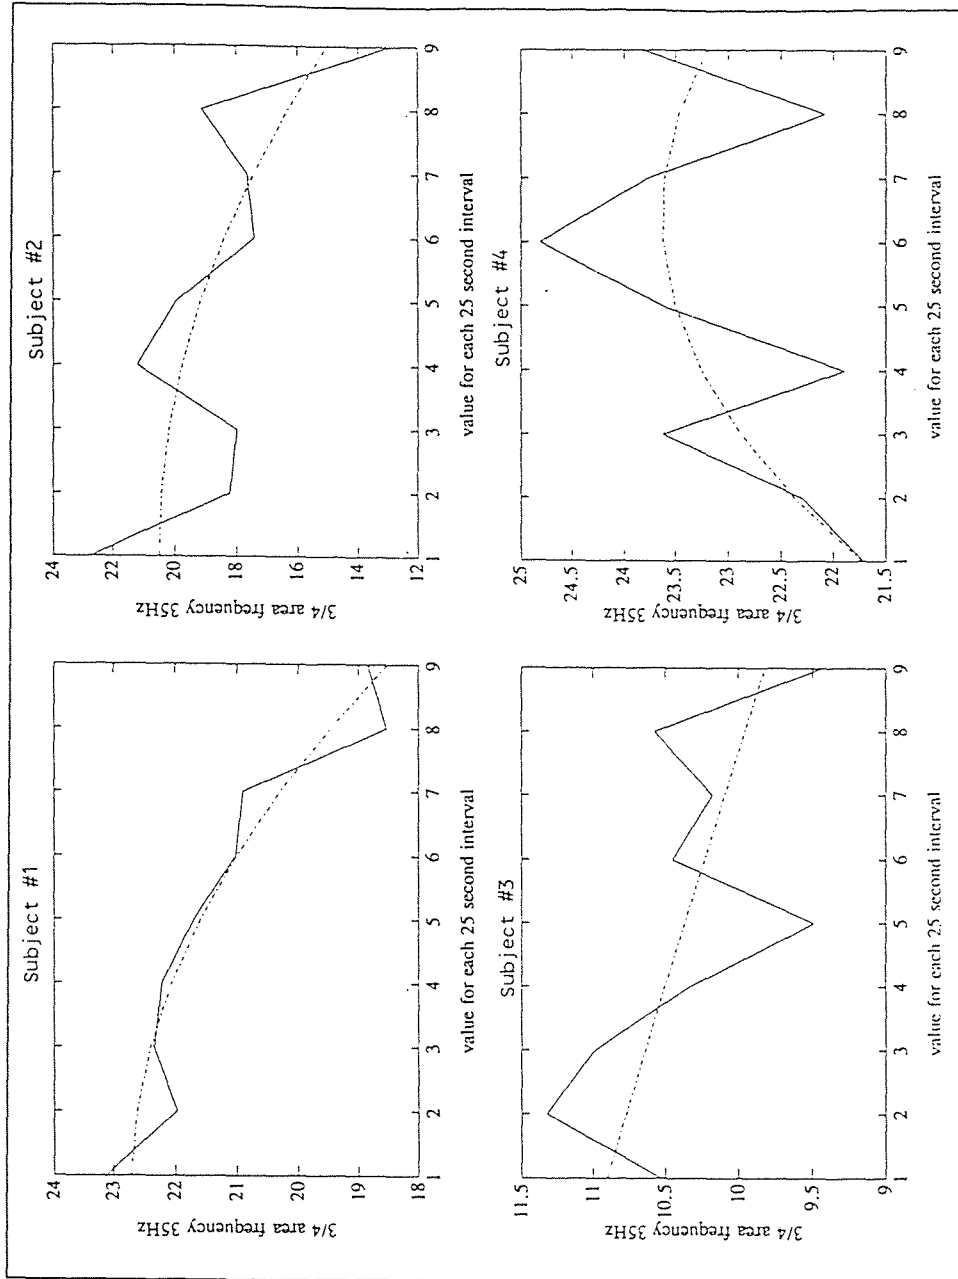 Subject #1
3/4 area frequency 35Hz
24
23
22
21
20
19
18
1 2 3 4 5 6 7 8 9
value for each 25 second interval
Subject #2
3/4 area frequency 35Hz
24
22
20
18
16
14
12
1 2 3 4 5 6 7 8 9
value for each 25 second interval
Subject #3
3/4 area frequency 35Hz
11.5
11
10.5
10
9.5
9
1 2 3 4 5 6 7 8 9
value for each 25 second interval
Subject #4
3/4 area frequency 35Hz
25
24.5
24
23.5
23
22.5
22
21.5
1 2 3 4 5 6 7 8 9
value for each 25 second interval